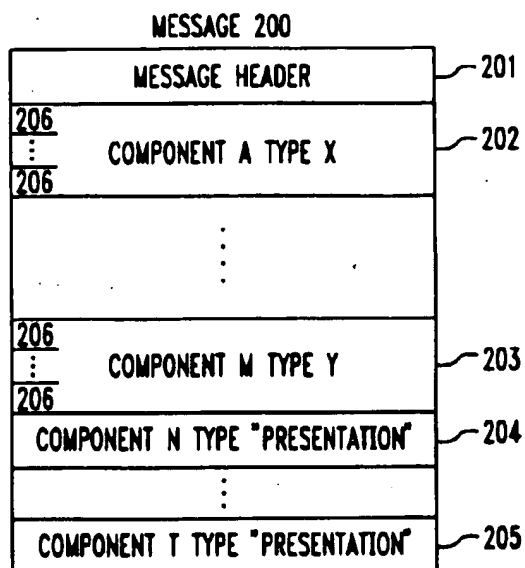 MESSAGE 200
MESSAGE HEADER 201
206
COMPONENT A TYPE X 202
206
206
COMPONENT M TYPE Y 203
206
COMPONENT N TYPE "PRESENTATION" 204
COMPONENT T TYPE "PRESENTATION" 205